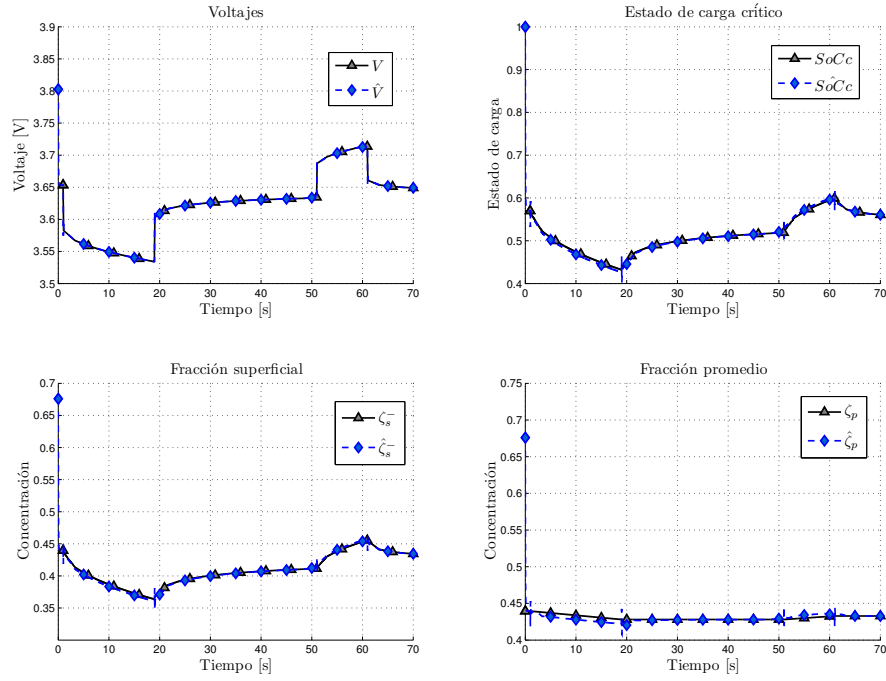 Voltajes
3.9
3.85
3.8
3.75
3.7
3.65
3.6
3.55
3.5
Voltaje [V]
V
V̂
0 10 20 30 40 50 60 70
Tiempo [s]
Estado de carga crítico
1
0.9
0.8
0.7
0.6
0.5
0.4
Estado de carga
SoCc
SôCc
0 10 20 30 40 50 60 70
Tiempo [s]
Fracción superficial
0.7
0.65
0.6
0.55
0.5
0.45
0.4
0.35
Concentración
ζ_s^-
ζ̂_s^-
0 10 20 30 40 50 60 70
Tiempo [s]
Fracción promedio
0.75
0.7
0.65
0.6
0.55
0.5
0.45
0.4
Concentración
ζ_p
ζ̂_p
0 10 20 30 40 50 60 70
Tiempo [s]